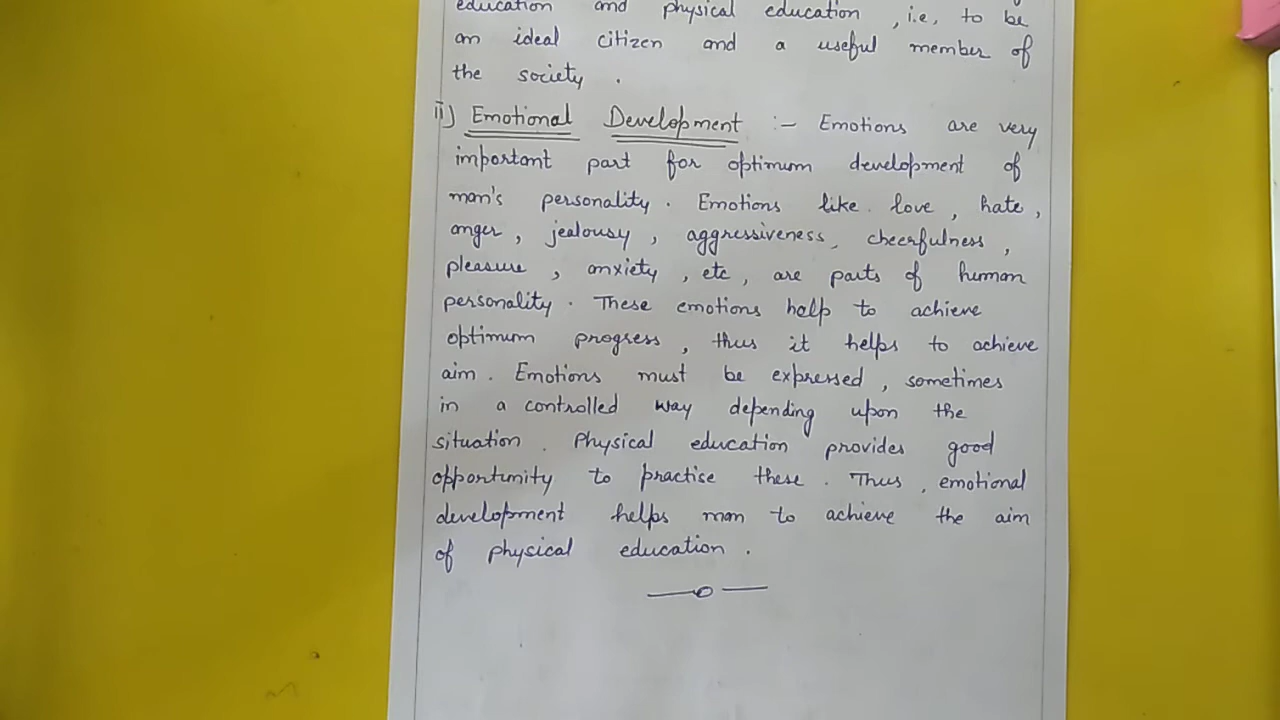 education and physical education , i.e, to be
an ideal citizen and a useful member of
the society .
ii) Emotional Development :- Emotions are very
important part for optimum development of
man's personality . Emotions like love , hate ,
anger , jealousy , aggressiveness, cheerfulness ,
pleasure , anxiety , etc , are parts of human
personality . These emotions help to achieve
optimum progress , thus it helps to achieve
aim . Emotions must be expressed , sometimes
in a controlled way depending upon the
situation . Physical education provides good
opportunity to practise these . Thus , emotional
development helps man to achieve the aim
of physical education .